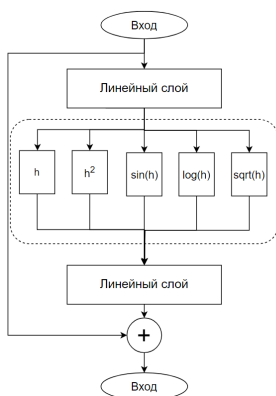 Вход
Линейный слой
h
h²
sin(h)
log(h)
sqrt(h)
Линейный слой
+
Вход